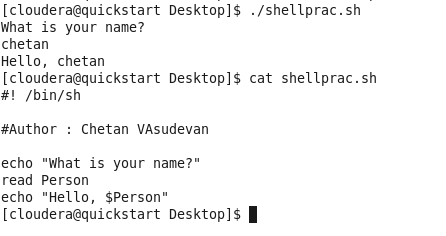 [cloudera@quickstart Desktop]$ ./shellprac.sh
What is your name?
chetan
Hello, chetan
[cloudera@quickstart Desktop]$ cat shellprac.sh
#! /bin/sh
#Author : Chetan VAsudevan
echo "What is your name?"
read Person
echo "Hello, $Person"
[cloudera@quickstart Desktop]$